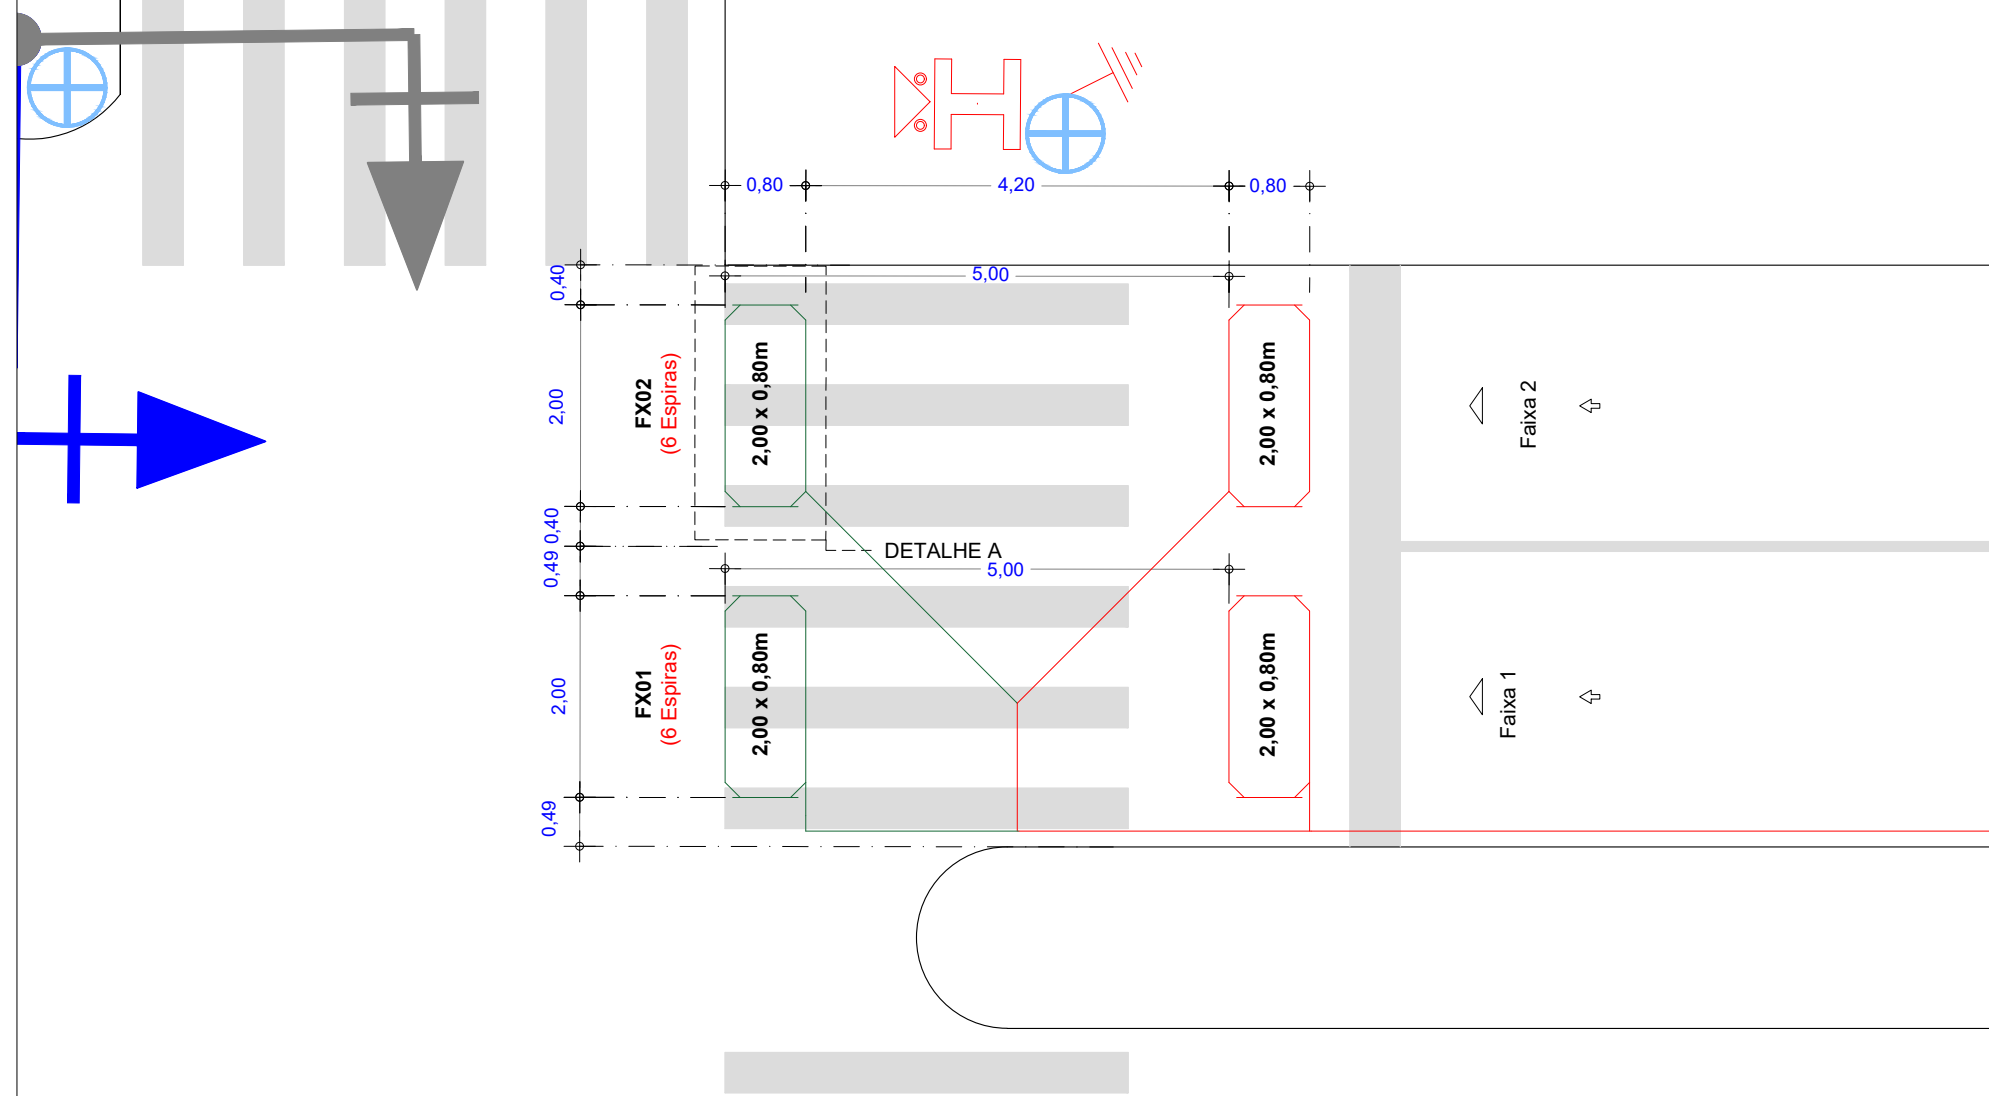 0,80
4,20
0,80
0,40
5,00
2,00
FX02
(6 Espiras)
2,00 x 0,80m
2,00 x 0,80m
Faixa 2
0,40
DETALHE A
0,49
5,00
2,00
FX01
(6 Espiras)
2,00 x 0,80m
2,00 x 0,80m
Faixa 1
0,49